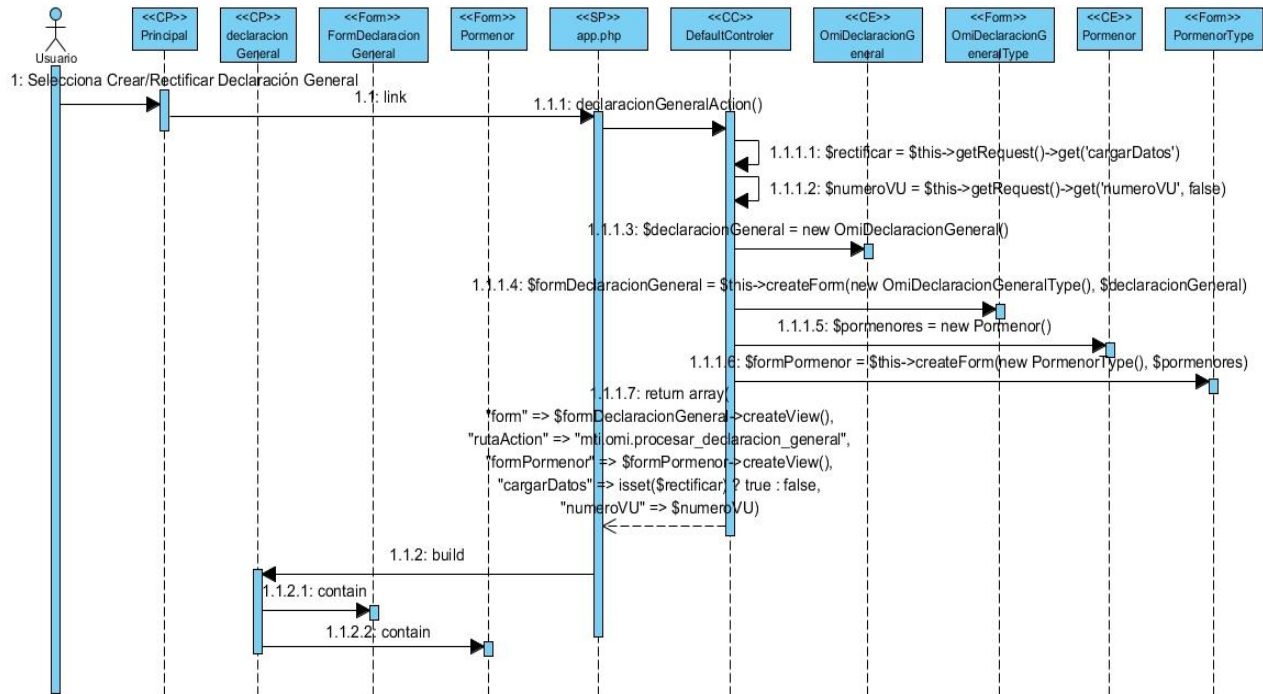 <<CP>>
Principal
<<CP>>
declaracion
General
<<Form>>
FormDeclaracion
General
<<Form>>
Pormenor
<<SP>>
app.php
<<CC>>
DefaultControler
<<CE>>
OmiDeclaracionG
eneral
<<Form>>
OmiDeclaracionG
eneralType
<<CE>>
Pormenor
<<Form>>
PormenorType
Usuario
1: Selecciona Crear/Rectificar Declaración General
1.1: link
1.1.1: declaracionGeneralAction()
1.1.1.1: $rectificar = $this->getRequest()->get('cargarDatos')
1.1.1.2: $numeroVU = $this->getRequest()->get('numeroVU', false)
1.1.1.3: $declaracionGeneral = new OmiDeclaracionGeneral()
1.1.1.4: $formDeclaracionGeneral = $this->createForm(new OmiDeclaracionGeneralType(), $declaracionGeneral)
1.1.1.5: $pormenores = new Pormenor()
1.1.1.6: $formPormenor = $this->createForm(new PormenorType(), $pormenores)
1.1.1.7: return array(
"form" => $formDeclaracionGeneral->createView(),
"rutaAction" => "mti.omi.procesar_declaracion_general",
"formPormenor" => $formPormenor->createView(),
"cargarDatos" => isset($rectificar) ? true : false,
"numeroVU" => $numeroVU)
1.1.2: build
1.1.2.1: contain
1.1.2.2: contain